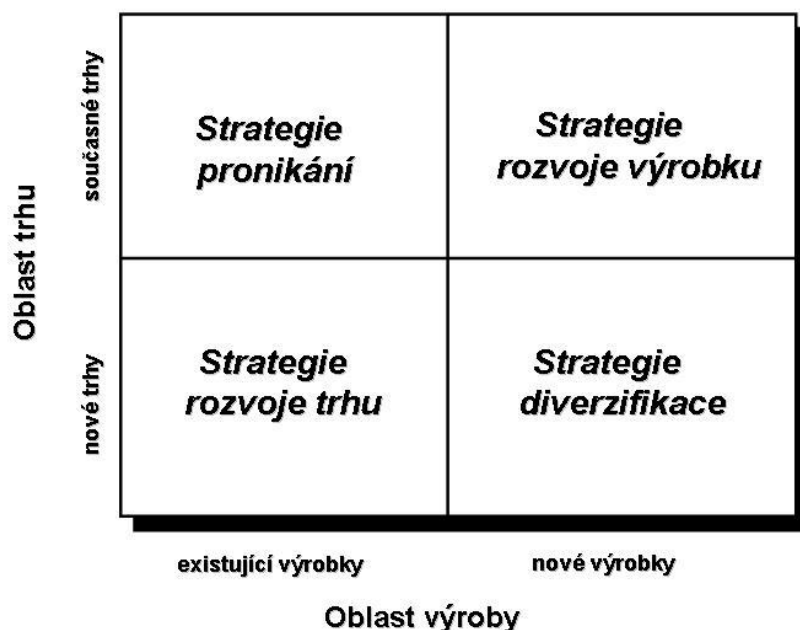 Oblast trhu
současné trhy
nové trhy
Strategie
pronikání
Strategie
rozvoje výrobku
Strategie
rozvoje trhu
Strategie
diverzifikace
existující výrobky
nové výrobky
Oblast výroby